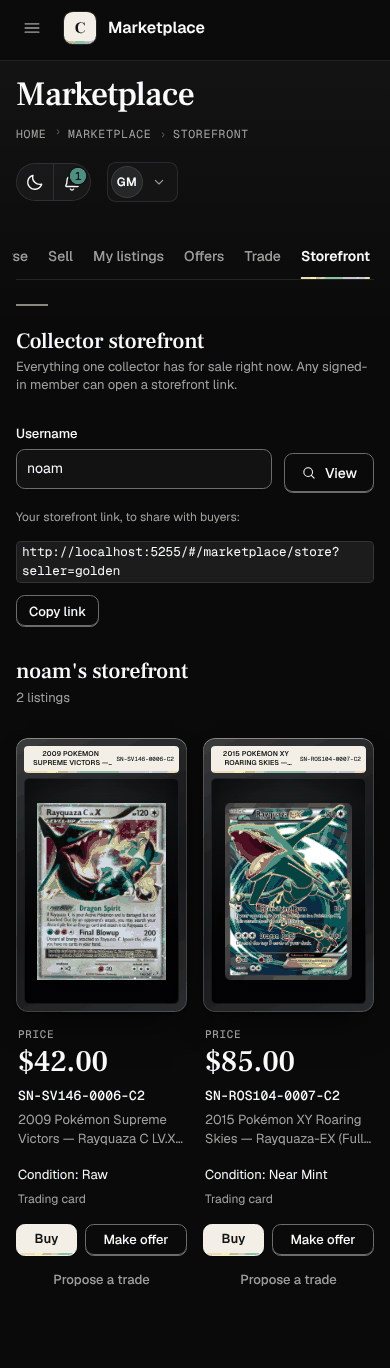 C Marketplace
Marketplace
HOME › MARKETPLACE › STOREFRONT
1
GM
se Sell My listings Offers Trade Storefront
Collector storefront
Everything one collector has for sale right now. Any signed-
in member can open a storefront link.
Username
noam
View
Your storefront link, to share with buyers:
http://localhost:5255/#/marketplace/store?
seller=golden
Copy link
noam's storefront
2 listings
2009 POKÉMON
SUPREME VICTORS —… SN-SV146-0006-C2
2015 POKÉMON XY
ROARING SKIES —… SN-ROS104-0007-C2
Rayquaza C LV.X 120
Dragon Spirit
Final Blowup 200
Rayquaza
PRICE
$42.00
SN-SV146-0006-C2
2009 Pokémon Supreme
Victors — Rayquaza C LV.X…
Condition: Raw
Trading card
Buy Make offer
Propose a trade
PRICE
$85.00
SN-ROS104-0007-C2
2015 Pokémon XY Roaring
Skies — Rayquaza-EX (Full…
Condition: Near Mint
Trading card
Buy Make offer
Propose a trade